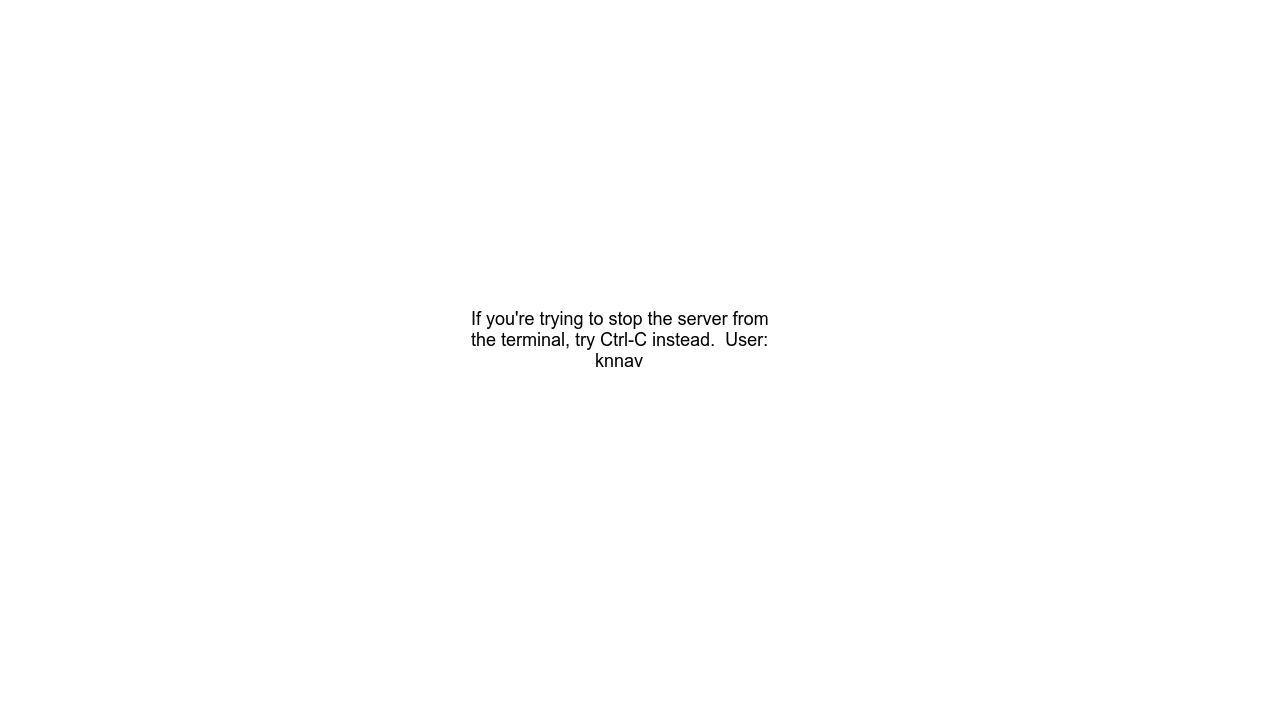 If you're trying to stop the server from
the terminal, try Ctrl-C instead.  User:
knnav